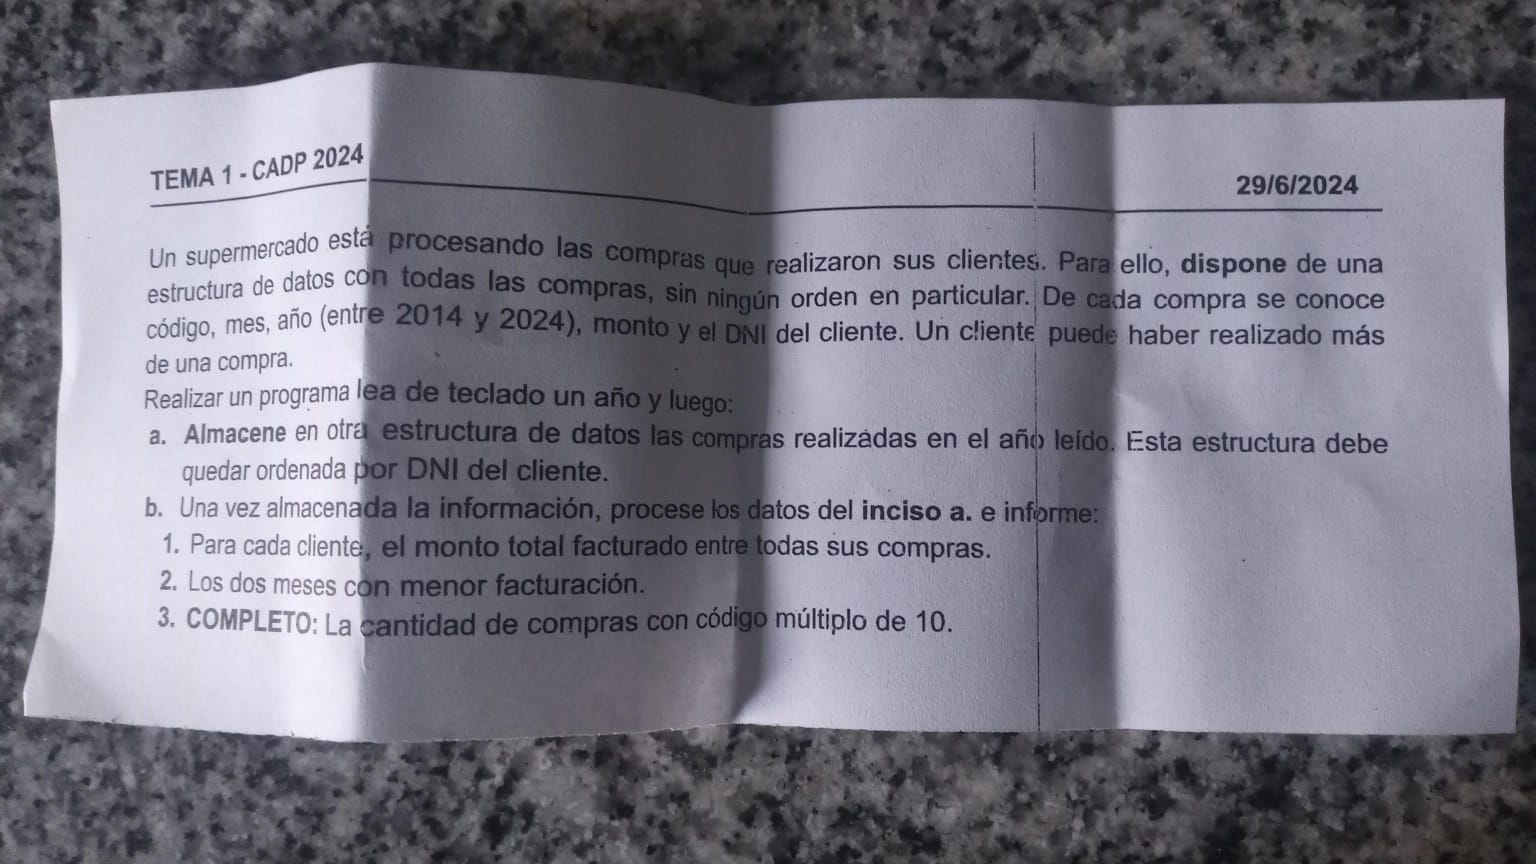 TEMA 1 - CADP 2024
29/6/2024
Un supermercado está procesando las compras que realizaron sus clientes. Para ello, dispone de una
estructura de datos con todas las compras, sin ningún orden en particular. De cada compra se conoce
código, mes, año (entre 2014 y 2024), monto y el DNI del cliente. Un cliente puede haber realizado más
de una compra.
Realizar un programa lea de teclado un año y luego:
a. Almacene en otra estructura de datos las compras realizadas en el año leído. Esta estructura debe
quedar ordenada por DNI del cliente.
b. Una vez almacenada la información, procese los datos del inciso a. e informe:
1. Para cada cliente, el monto total facturado entre todas sus compras.
2. Los dos meses con menor facturación.
3. COMPLETO: La cantidad de compras con código múltiplo de 10.